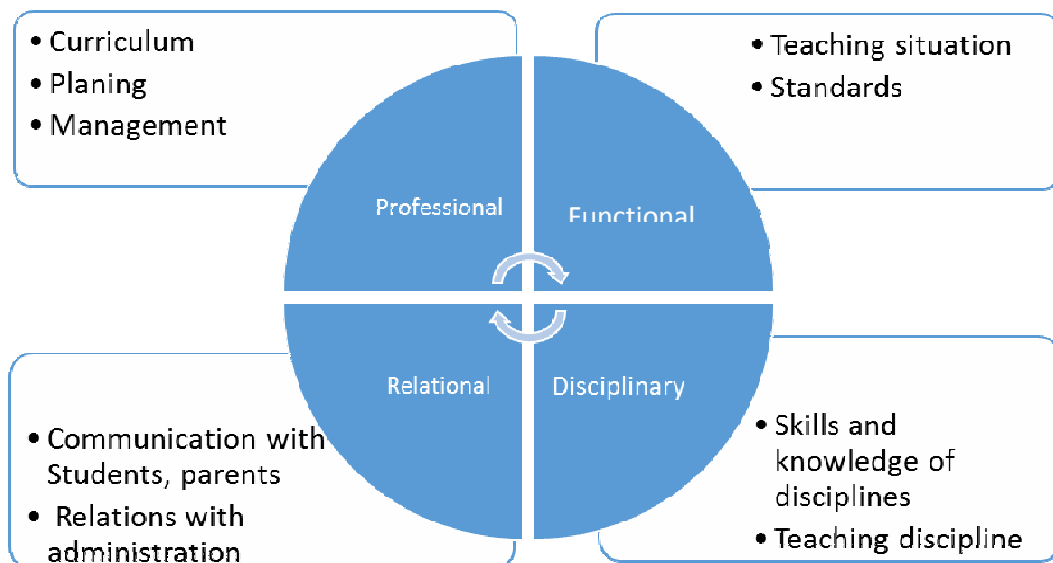 • Curriculum
• Planing
• Management
• Teaching situation
• Standards
Professional
Functional
Relational
Disciplinary
• Communication with
Students, parents
• Relations with
administration
• Skills and
knowledge of
disciplines
• Teaching discipline